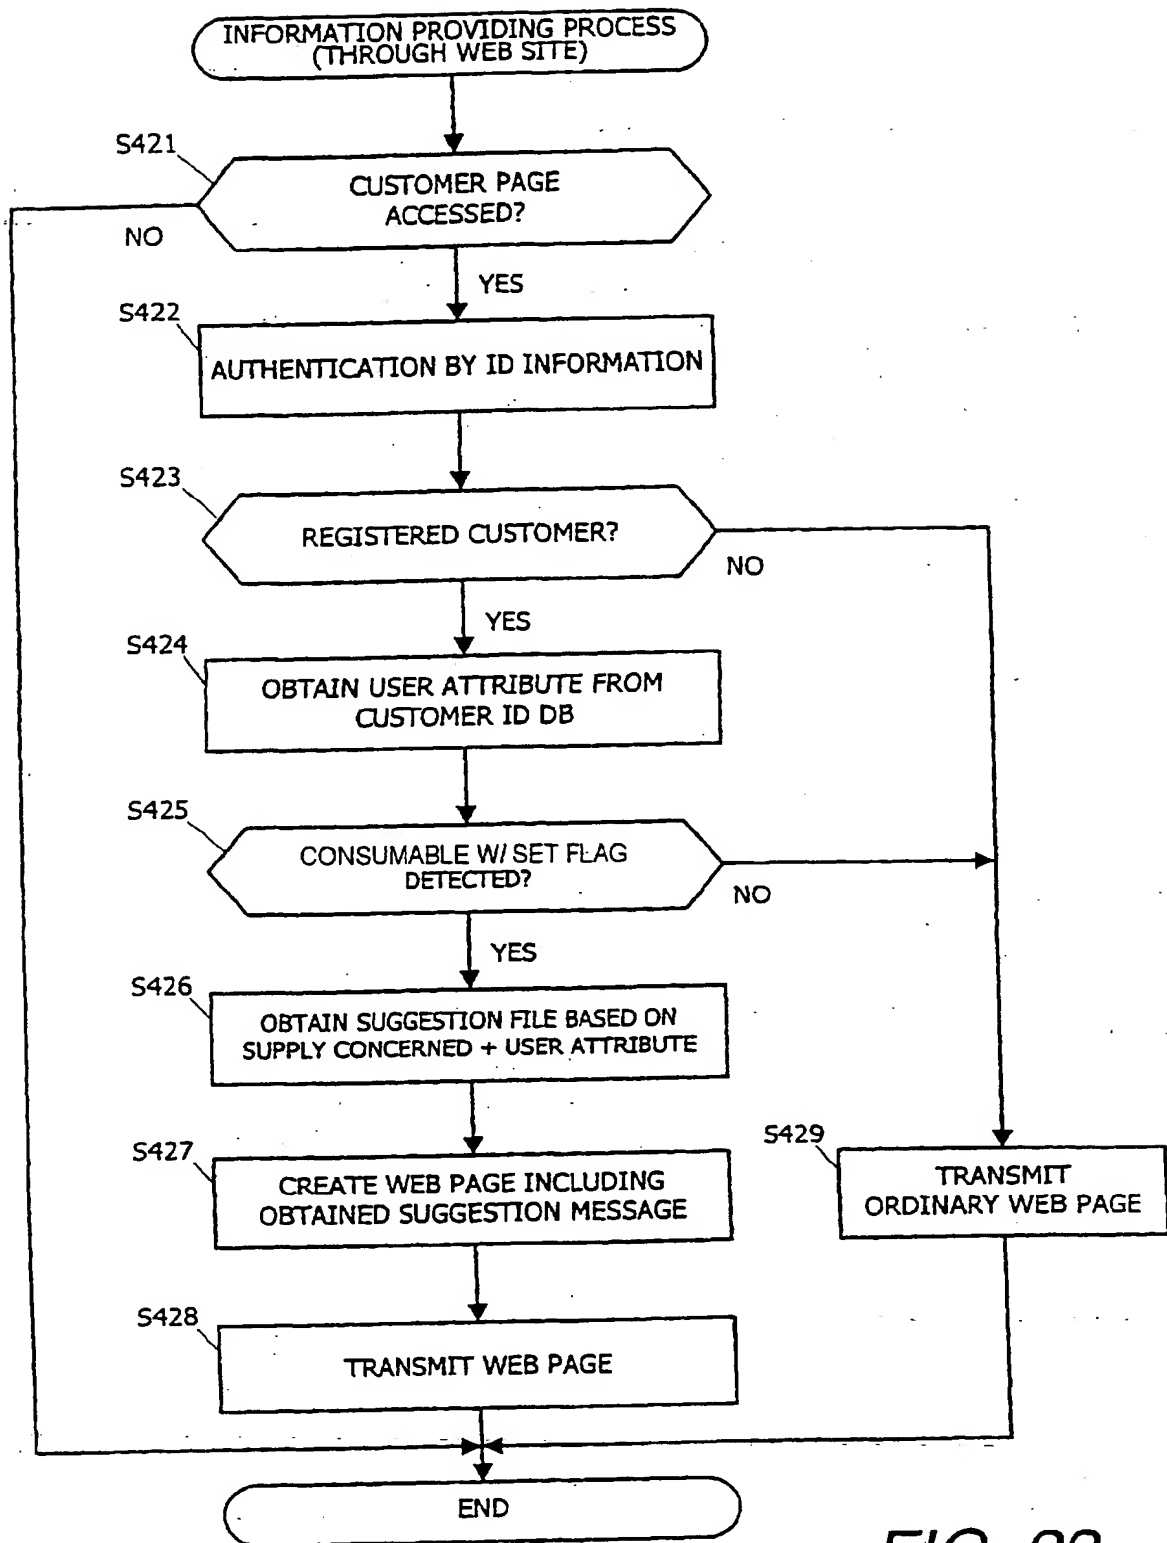 INFORMATION PROVIDING PROCESS
(THROUGH WEB SITE)
S421
CUSTOMER PAGE
ACCESSED?
NO
YES
S422
AUTHENTICATION BY ID INFORMATION
S423
REGISTERED CUSTOMER?
NO
YES
S424
OBTAIN USER ATTRIBUTE FROM
CUSTOMER ID DB
S425
CONSUMABLE W/ SET FLAG
DETECTED?
NO
YES
S426
OBTAIN SUGGESTION FILE BASED ON
SUPPLY CONCERNED + USER ATTRIBUTE
S427
CREATE WEB PAGE INCLUDING
OBTAINED SUGGESTION MESSAGE
S429
TRANSMIT
ORDINARY WEB PAGE
S428
TRANSMIT WEB PAGE
END